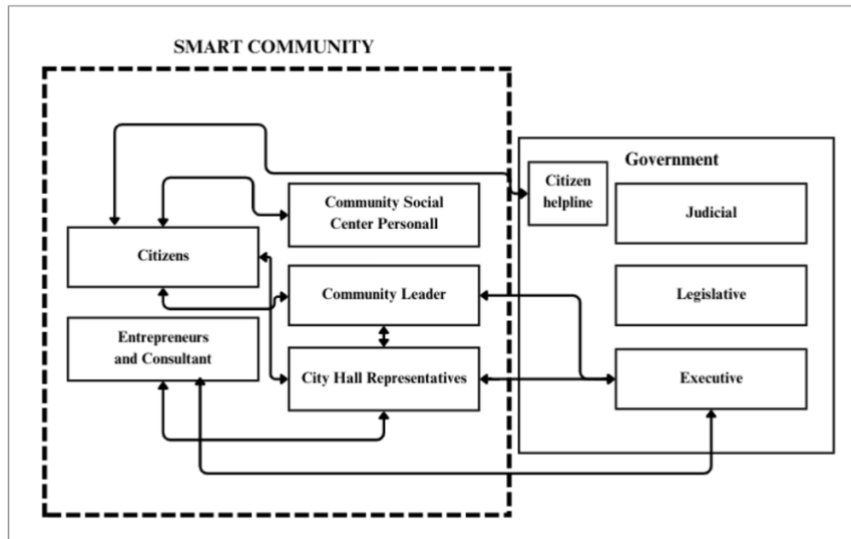 SMART COMMUNITY
Government
Citizen
helpline
Judicial
Community Social
Center Personall
Citizens
Community Leader
Legislative
Entrepreneurs
and Consultant
City Hall Representatives
Executive